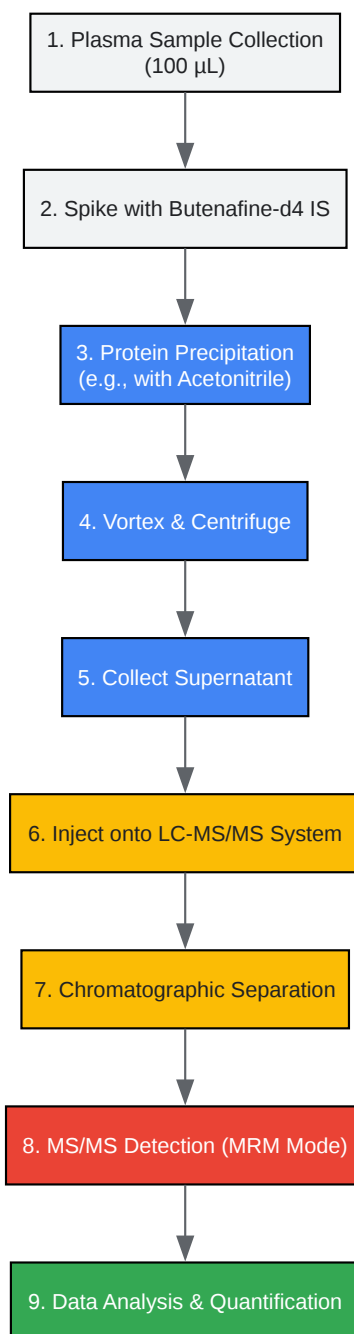 1. Plasma Sample Collection
(100 µL)
2. Spike with Butenafine-d4 IS
3. Protein Precipitation
(e.g., with Acetonitrile)
4. Vortex & Centrifuge
5. Collect Supernatant
6. Inject onto LC-MS/MS System
7. Chromatographic Separation
8. MS/MS Detection (MRM Mode)
9. Data Analysis & Quantification